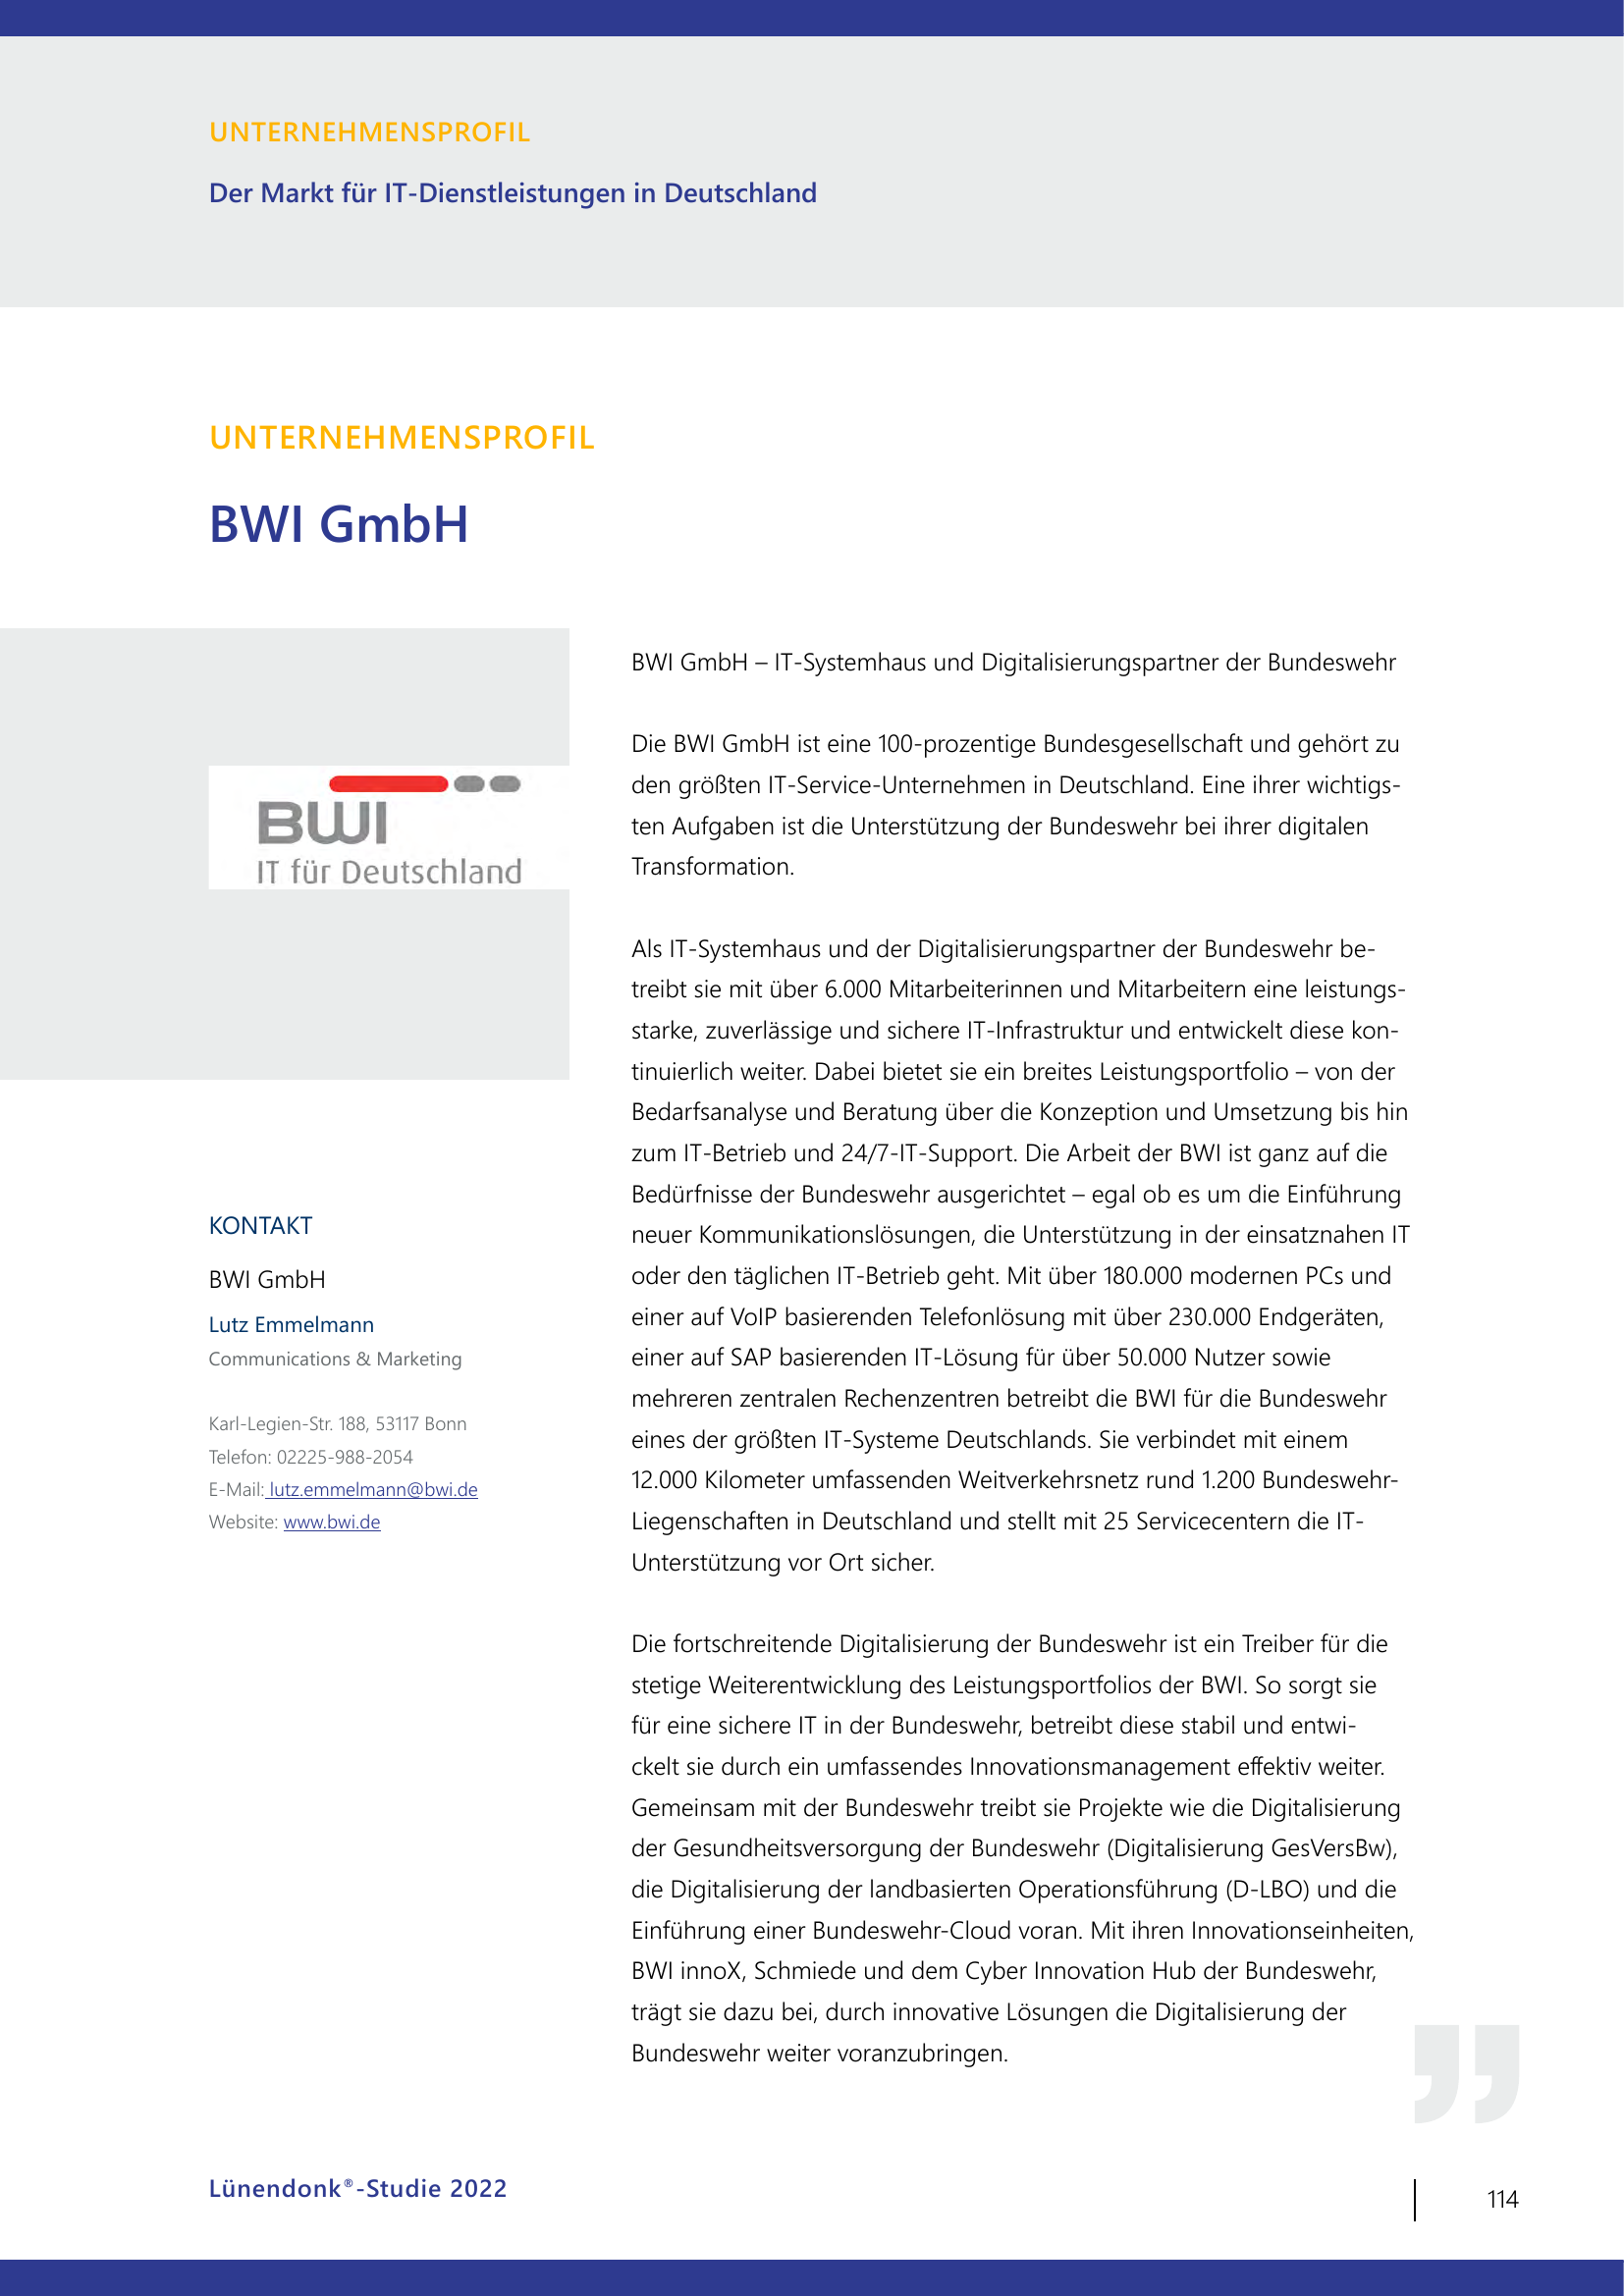 UNTERNEHMENSPROFIL
Der Markt für IT-Dienstleistungen in Deutschland
UNTERNEHMENSPROFIL
BWI GmbH
BWI
IT für Deutschland
KONTAKT
BWI GmbH
Lutz Emmelmann
Communications & Marketing
Karl-Legien-Str. 188, 53117 Bonn
Telefon: 02225-988-2054
E-Mail: lutz.emmelmann@bwi.de
Website: www.bwi.de
BWI GmbH – IT-Systemhaus und Digitalisierungspartner der Bundeswehr
Die BWI GmbH ist eine 100-prozentige Bundesgesellschaft und gehört zu
den größten IT-Service-Unternehmen in Deutschland. Eine ihrer wichtigs-
ten Aufgaben ist die Unterstützung der Bundeswehr bei ihrer digitalen
Transformation.
Als IT-Systemhaus und der Digitalisierungspartner der Bundeswehr be-
treibt sie mit über 6.000 Mitarbeiterinnen und Mitarbeitern eine leistungs-
starke, zuverlässige und sichere IT-Infrastruktur und entwickelt diese kon-
tinuierlich weiter. Dabei bietet sie ein breites Leistungsportfolio – von der
Bedarfsanalyse und Beratung über die Konzeption und Umsetzung bis hin
zum IT-Betrieb und 24/7-IT-Support. Die Arbeit der BWI ist ganz auf die
Bedürfnisse der Bundeswehr ausgerichtet – egal ob es um die Einführung
neuer Kommunikationslösungen, die Unterstützung in der einsatznahen IT
oder den täglichen IT-Betrieb geht. Mit über 180.000 modernen PCs und
einer auf VoIP basierenden Telefonlösung mit über 230.000 Endgeräten,
einer auf SAP basierenden IT-Lösung für über 50.000 Nutzer sowie
mehreren zentralen Rechenzentren betreibt die BWI für die Bundeswehr
eines der größten IT-Systeme Deutschlands. Sie verbindet mit einem
12.000 Kilometer umfassenden Weitverkehrsnetz rund 1.200 Bundeswehr-
Liegenschaften in Deutschland und stellt mit 25 Servicecentern die IT-
Unterstützung vor Ort sicher.
Die fortschreitende Digitalisierung der Bundeswehr ist ein Treiber für die
stetige Weiterentwicklung des Leistungsportfolios der BWI. So sorgt sie
für eine sichere IT in der Bundeswehr, betreibt diese stabil und entwi-
ckelt sie durch ein umfassendes Innovationsmanagement effektiv weiter.
Gemeinsam mit der Bundeswehr treibt sie Projekte wie die Digitalisierung
der Gesundheitsversorgung der Bundeswehr (Digitalisierung GesVersBw),
die Digitalisierung der landbasierten Operationsführung (D-LBO) und die
Einführung einer Bundeswehr-Cloud voran. Mit ihren Innovationseinheiten,
BWI innoX, Schmiede und dem Cyber Innovation Hub der Bundeswehr,
trägt sie dazu bei, durch innovative Lösungen die Digitalisierung der
Bundeswehr weiter voranzubringen.
”
Lünendonk®-Studie 2022
114